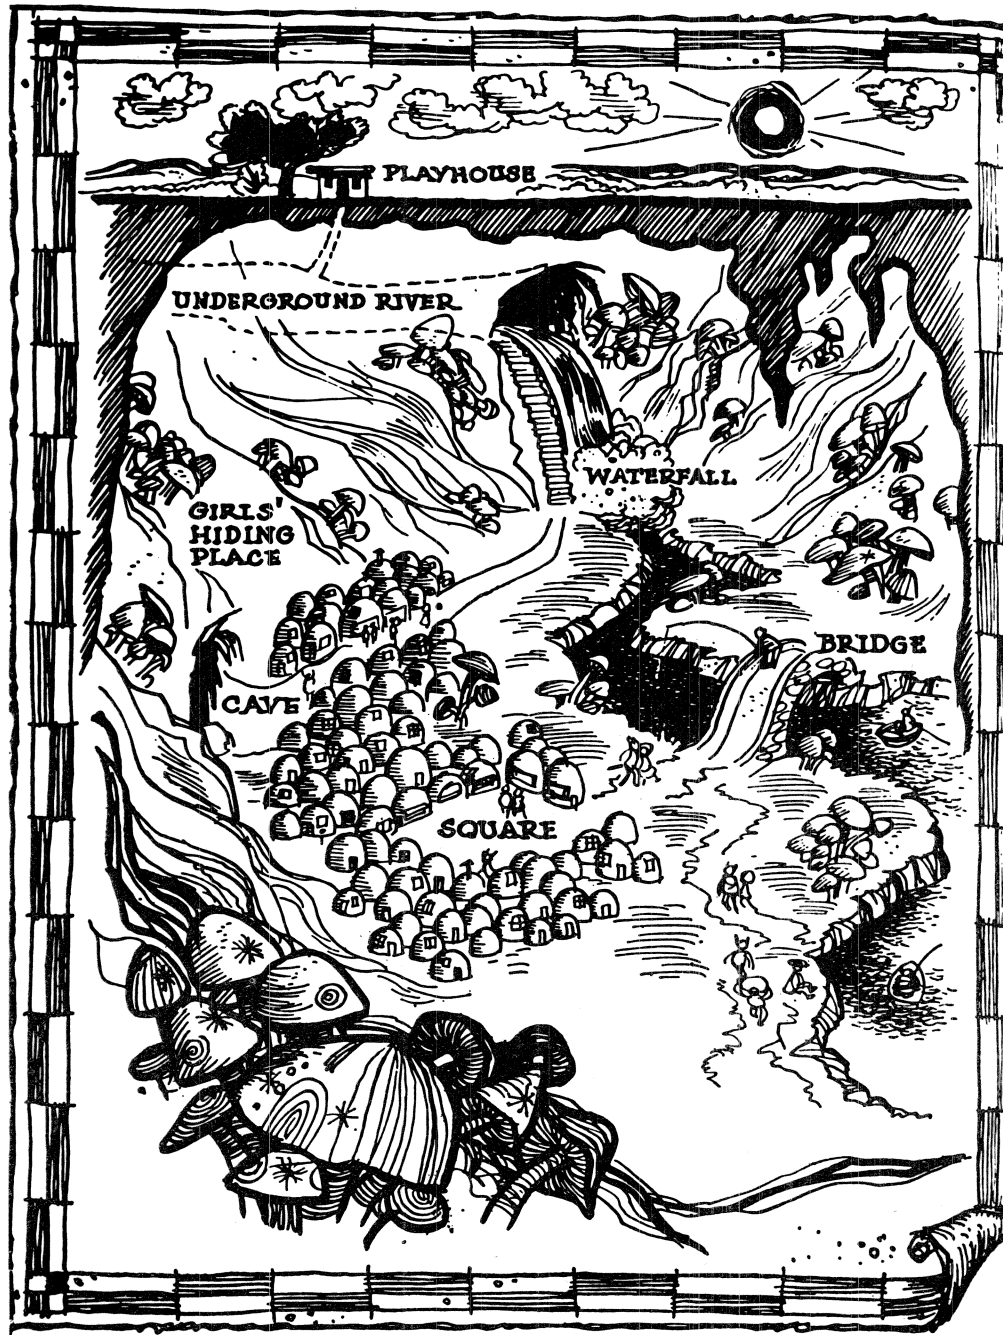 PLAYHOUSE
UNDERGROUND RIVER
WATERFALL
GIRLS'
HIDING
PLACE
BRIDGE
CAVE
SQUARE